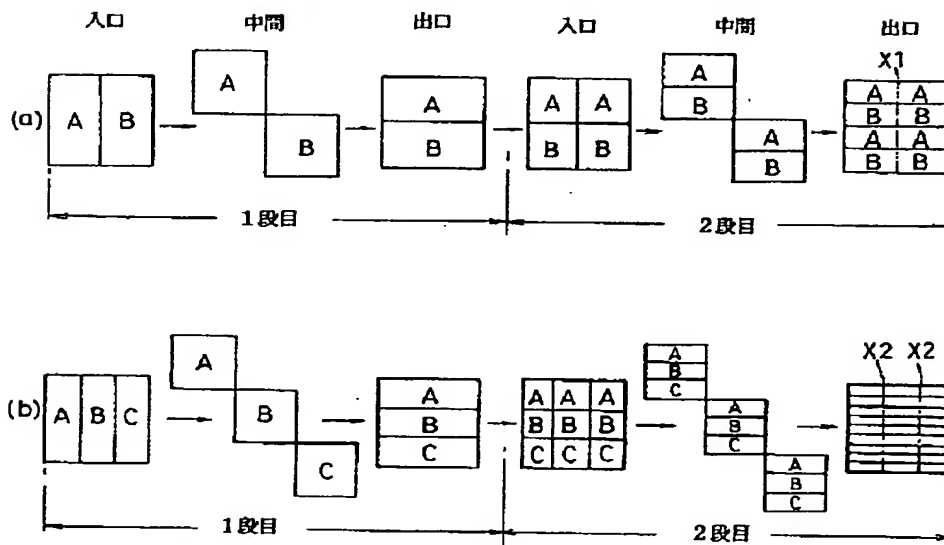 入口 中間 出口 入口 中間 出口
X1
(a) A B A B A B A A B B A B A B A A B B A A B B
1段目 2段目
X2 X2
(b) A B C A B C A B C A A A B B B C C C A B C A B C A B C
1段目 2段目